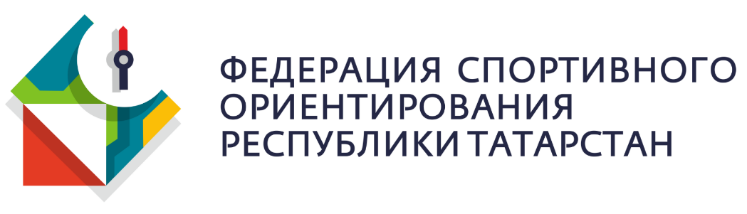 ФЕДЕРАЦИЯ СПОРТИВНОГО
ОРИЕНТИРОВАНИЯ
РЕСПУБЛИКИ ТАТАРСТАН